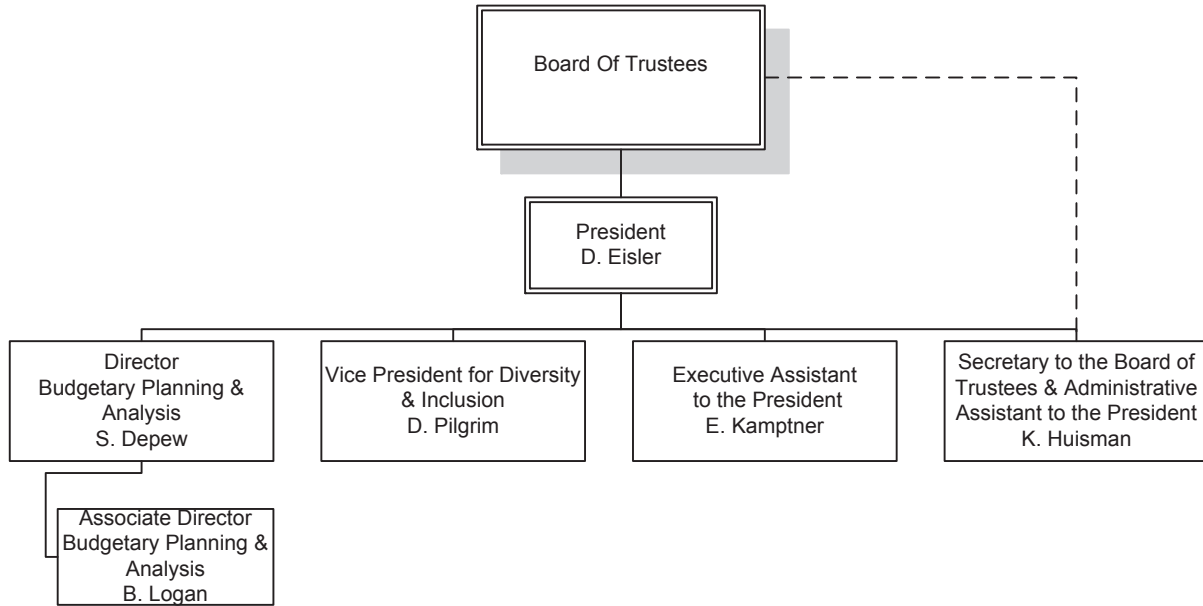 Board Of Trustees
President
D. Eisler
Director
Budgetary Planning &
Analysis
S. Depew
Vice President for Diversity
& Inclusion
D. Pilgrim
Executive Assistant
to the President
E. Kamptner
Secretary to the Board of
Trustees & Administrative
Assistant to the President
K. Huisman
Associate Director
Budgetary Planning &
Analysis
B. Logan